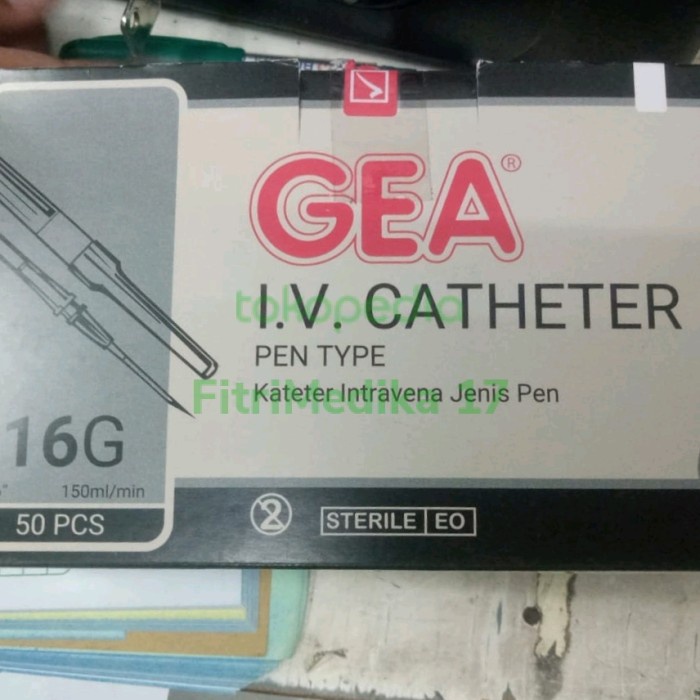 GEA®
I.V. CATHETER
PEN TYPE
Kateter Intravena Jenis Pen
tokopedia
FitriMedika 17
16G
150ml/min
50 PCS
2
STERILE EO